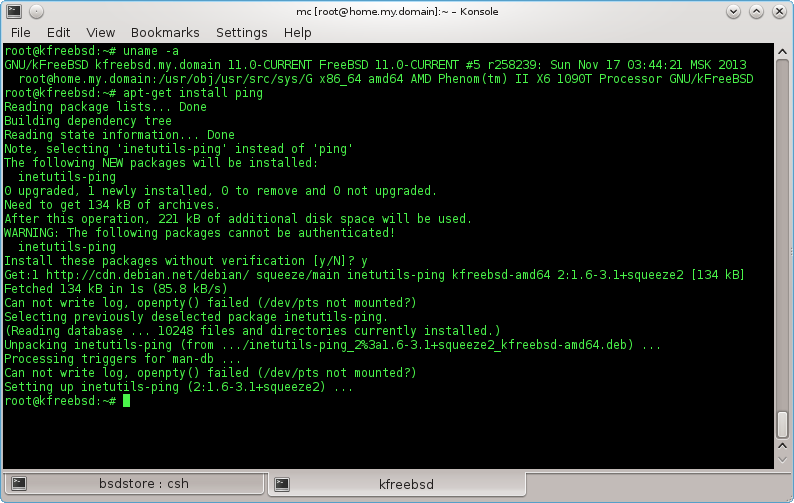 mc [root@home.my.domain]:~ – Konsole
File Edit View Bookmarks Settings Help
root@kfreebsd:~# uname -a
GNU/kFreeBSD kfreebsd.my.domain 11.0-CURRENT FreeBSD 11.0-CURRENT #5 r258239: Sun Nov 17 03:44:21 MSK 2013
  root@home.my.domain:/usr/obj/usr/src/sys/G x86_64 amd64 AMD Phenom(tm) II X6 1090T Processor GNU/kFreeBSD
root@kfreebsd:~# apt-get install ping
Reading package lists... Done
Building dependency tree
Reading state information... Done
Note, selecting 'inetutils-ping' instead of 'ping'
The following NEW packages will be installed:
  inetutils-ping
0 upgraded, 1 newly installed, 0 to remove and 0 not upgraded.
Need to get 134 kB of archives.
After this operation, 221 kB of additional disk space will be used.
WARNING: The following packages cannot be authenticated!
  inetutils-ping
Install these packages without verification [y/N]? y
Get:1 http://cdn.debian.net/debian/ squeeze/main inetutils-ping kfreebsd-amd64 2:1.6-3.1+squeeze2 [134 kB]
Fetched 134 kB in 1s (85.8 kB/s)
Can not write log, openpty() failed (/dev/pts not mounted?)
Selecting previously deselected package inetutils-ping.
(Reading database ... 10248 files and directories currently installed.)
Unpacking inetutils-ping (from .../inetutils-ping_2%3a1.6-3.1+squeeze2_kfreebsd-amd64.deb) ...
Processing triggers for man-db ...
Can not write log, openpty() failed (/dev/pts not mounted?)
Setting up inetutils-ping (2:1.6-3.1+squeeze2) ...
root@kfreebsd:~#
bsdstore : csh
kfreebsd